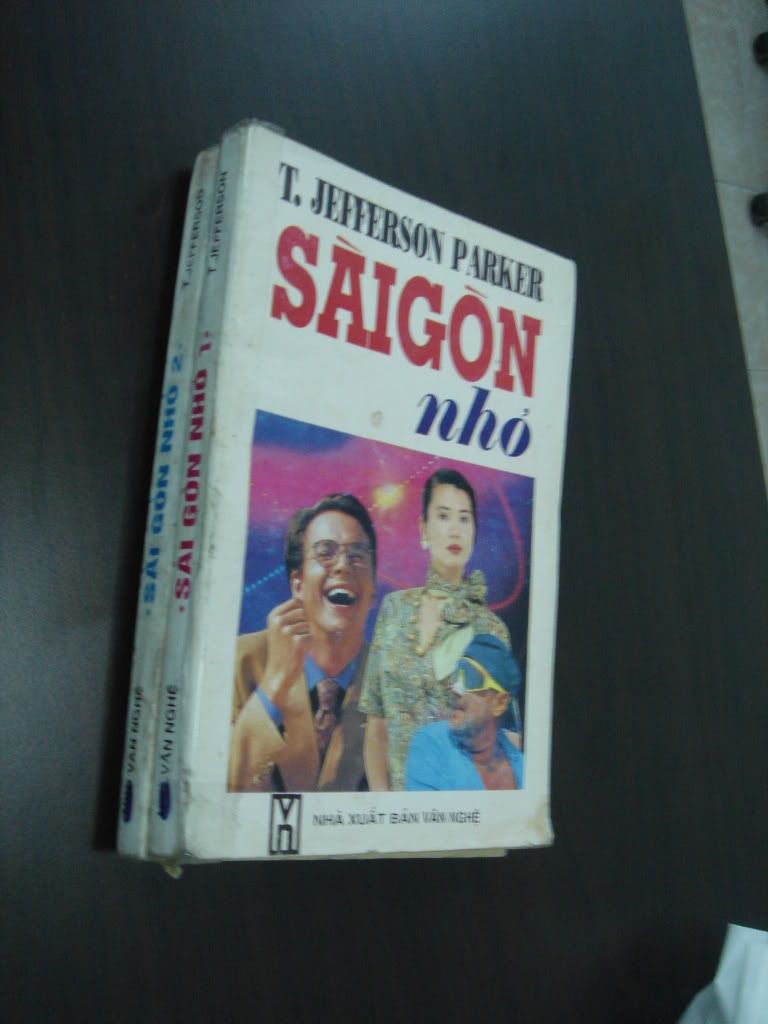 T. JEFFERSON PARKER
SÀIGÒN
nhỏ
NHÀ XUẤT BẢN VĂN NGHỆ
T.JEFFERSON
• SÀI GÒN NHỎ 1 •
VĂN NGHỆ
T.JEFFERSON
• SÀI GÒN NHỎ 2 •
VĂN NGHỆ